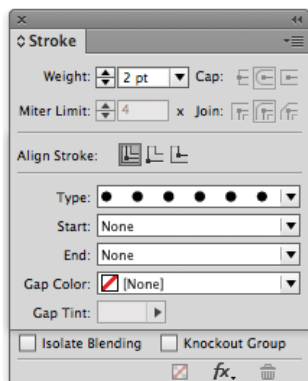 Stroke
Weight: 2 pt Cap:
Miter Limit: 4 x Join:
Align Stroke:
Type:
Start: None
End: None
Gap Color: [None]
Gap Tint:
Isolate Blending Knockout Group
fx.